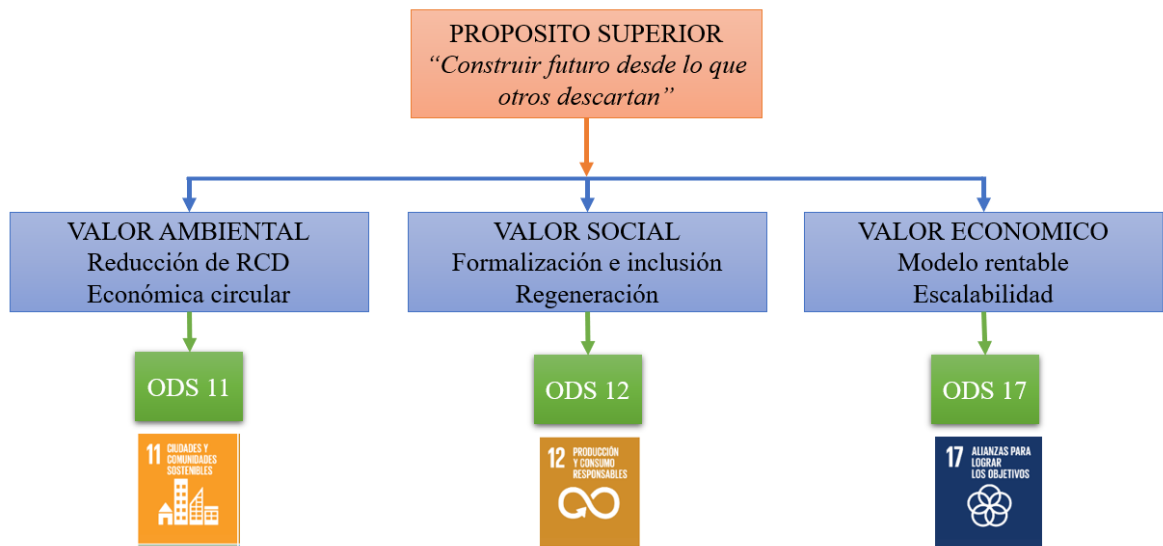 PROPOSITO SUPERIOR
“Construir futuro desde lo que
otros descartan”
VALOR AMBIENTAL
Reducción de RCD
Económica circular
VALOR SOCIAL
Formalización e inclusión
Regeneración
VALOR ECONOMICO
Modelo rentable
Escalabilidad
ODS 11
ODS 12
ODS 17
11 CIUDADES Y
COMUNIDADES
SOSTENIBLES
12 PRODUCCIÓN
Y CONSUMO
RESPONSABLES
17 ALIANZAS PARA
LOGRAR
LOS OBJETIVOS